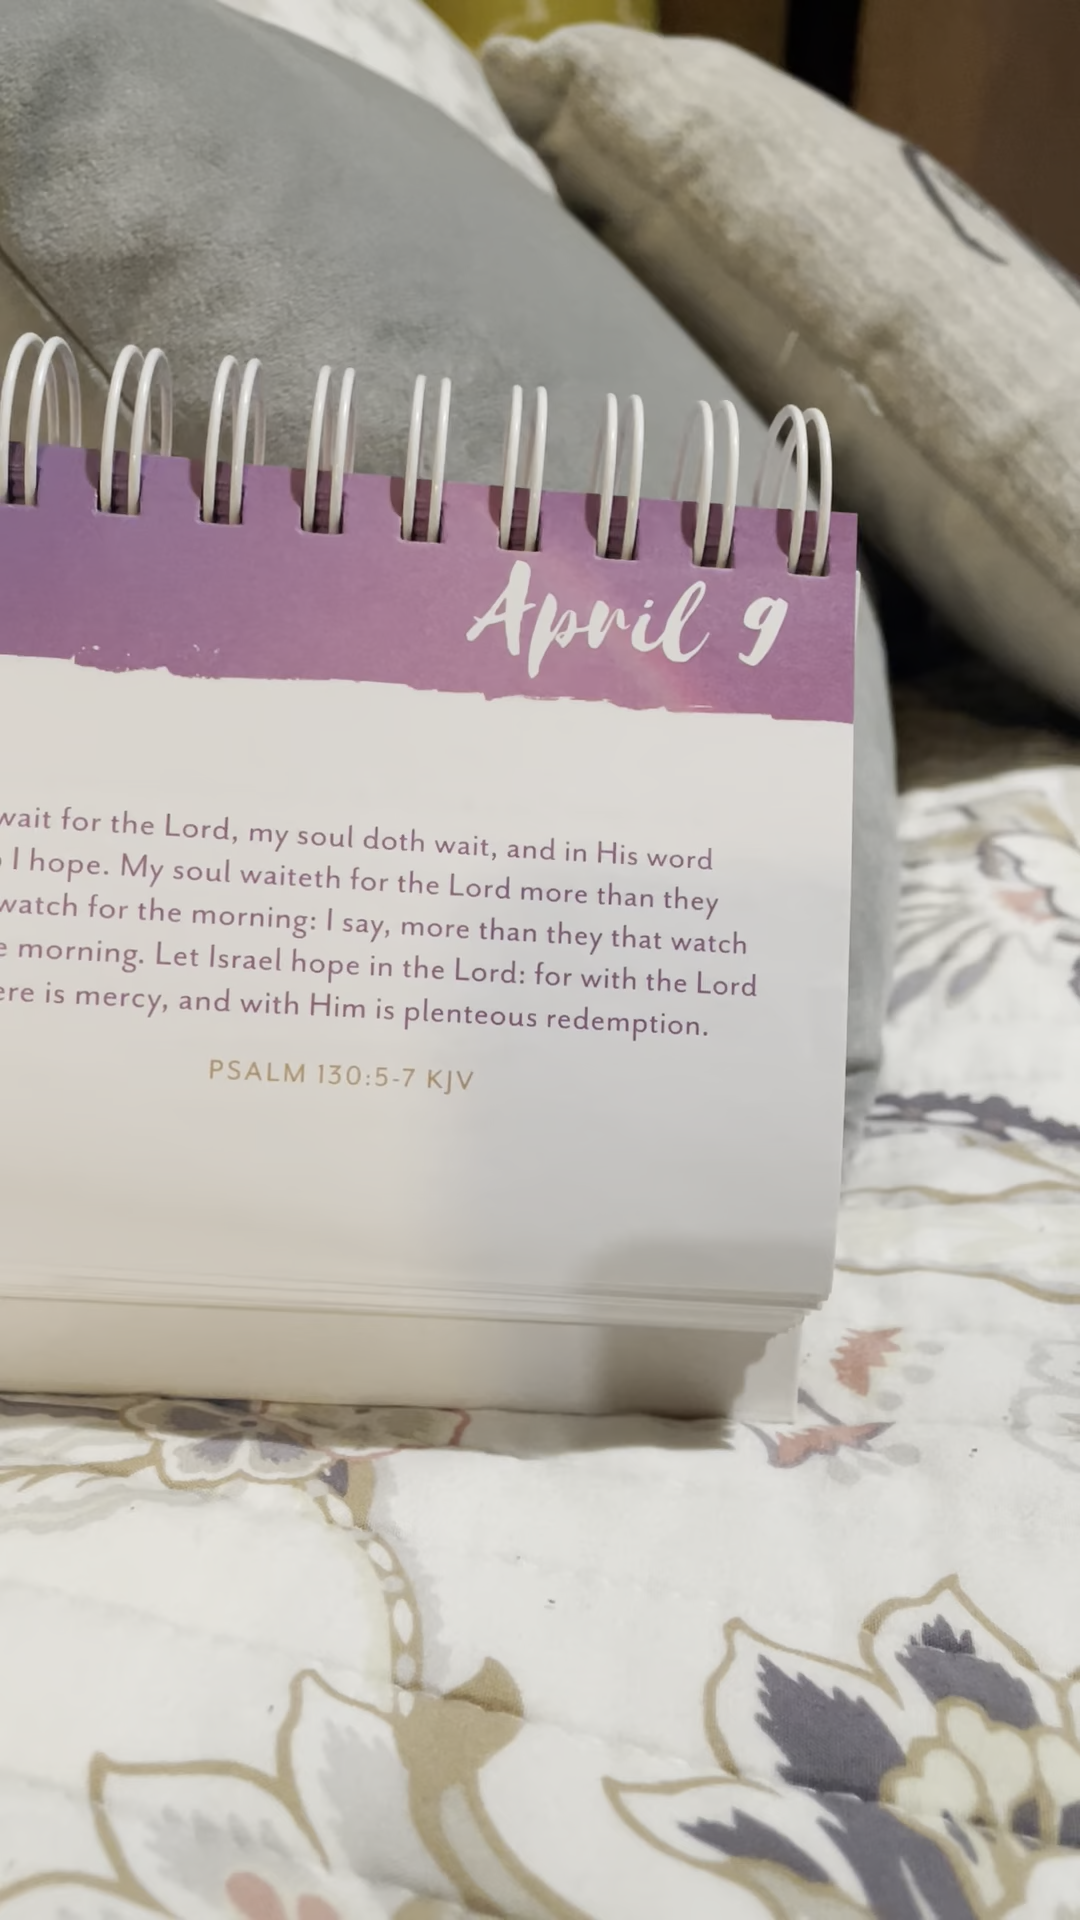 April 9
wait for the Lord, my soul doth wait, and in His word
I hope. My soul waiteth for the Lord more than they
watch for the morning: I say, more than they that watch
morning. Let Israel hope in the Lord: for with the Lord
is mercy, and with Him is plenteous redemption.
PSALM 130:5-7 KJV